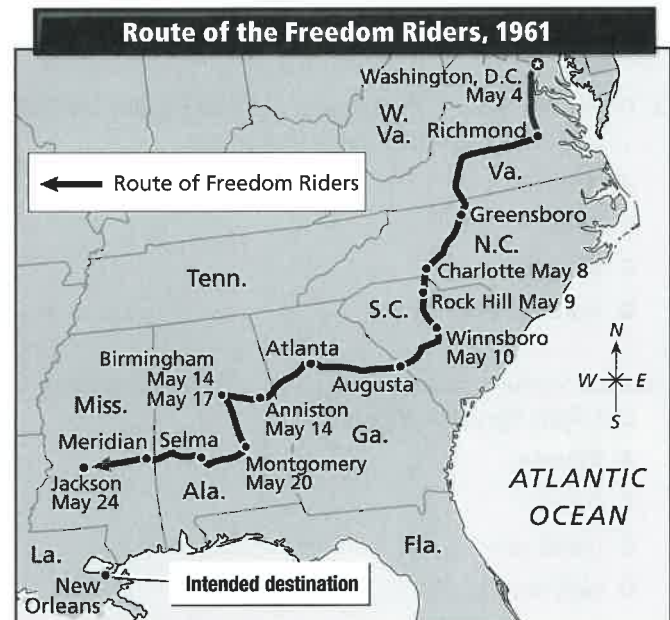 Route of the Freedom Riders, 1961
Washington, D.C.
May 4
W.
Va.
Richmond
Va.
Route of Freedom Riders
Greensboro
N.C.
Tenn.
Charlotte May 8
S.C.
Rock Hill May 9
Winnsboro
May 10
Atlanta
Augusta
Birmingham
May 14
May 17
Anniston
May 14
Miss.
Ga.
Meridian
Selma
Montgomery
May 20
Jackson
May 24
Ala.
N
W
E
S
ATLANTIC
OCEAN
La.
Fla.
New
Orleans
Intended destination